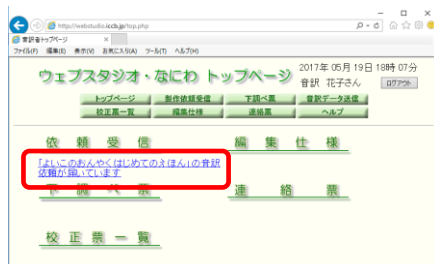 http://webstudio.iccb.jp/top.php
音訳者トップページ
ファイル(F) 編集(E) 表示(V) お気に入り(A) ツール(T) ヘルプ(H)
ウェブスタジオ・なにわ トップページ
2017年 05月 19日 18時 07分
音訳 花子さん ログアウト
トップページ 製作依頼受信 下調べ票 音訳データ送信
校正票一覧 編集仕様 連絡票 ヘルプ
依頼受信 編集仕様
「よいこのおんやくはじめてのえほん」の音訳
依頼が届いています
下調べ票 連絡票
校正票一覧